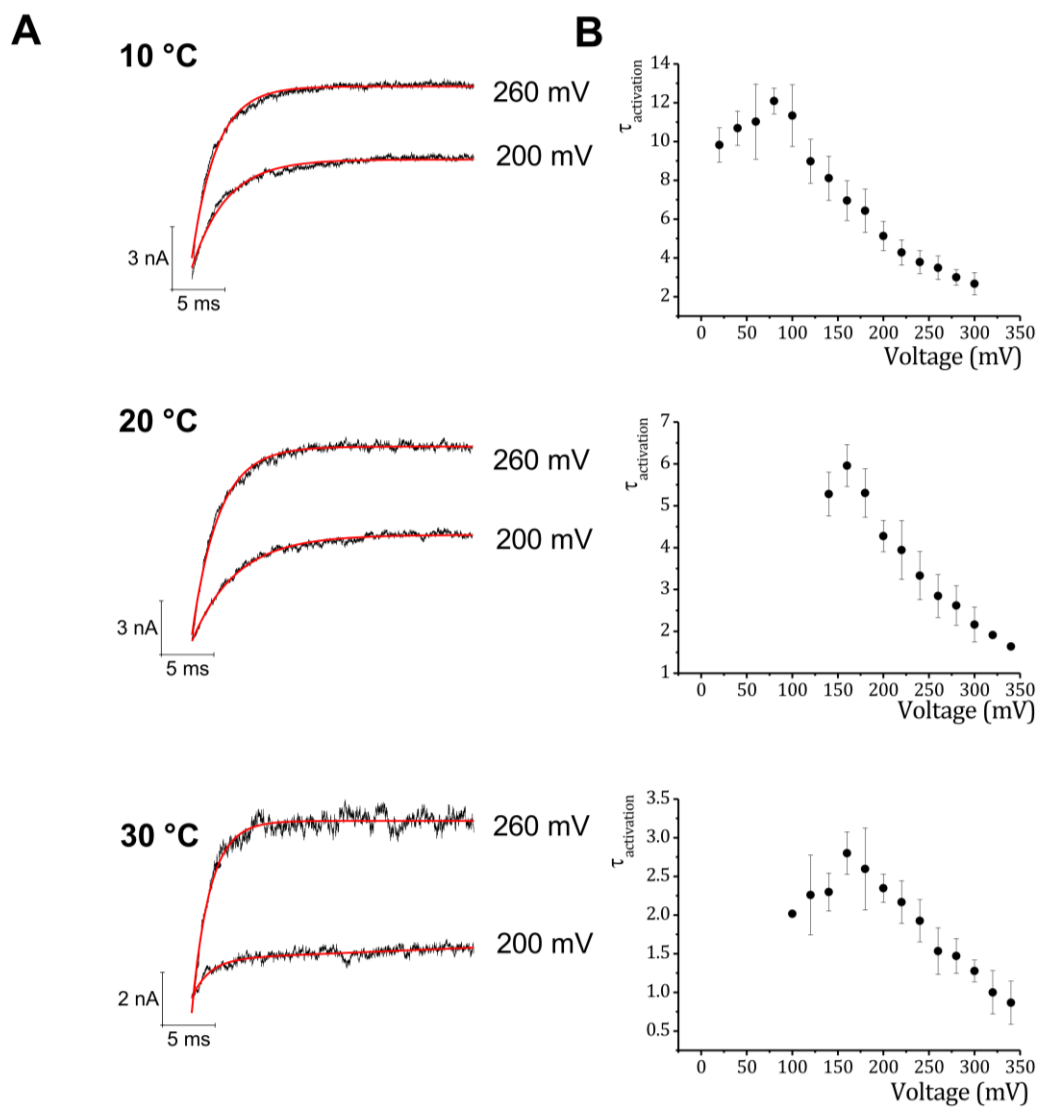 A
10 °C
260 mV
200 mV
3 nA
5 ms
B
τ activation
14
12
10
8
6
4
2
0 50 100 150 200 250 300 350
Voltage (mV)
20 °C
260 mV
200 mV
3 nA
5 ms
τ activation
7
6
5
4
3
2
1
0 50 100 150 200 250 300 350
Voltage (mV)
30 °C
260 mV
200 mV
2 nA
5 ms
τ activation
3.5
3.0
2.5
2.0
1.5
1.0
0.5
0 50 100 150 200 250 300 350
Voltage (mV)